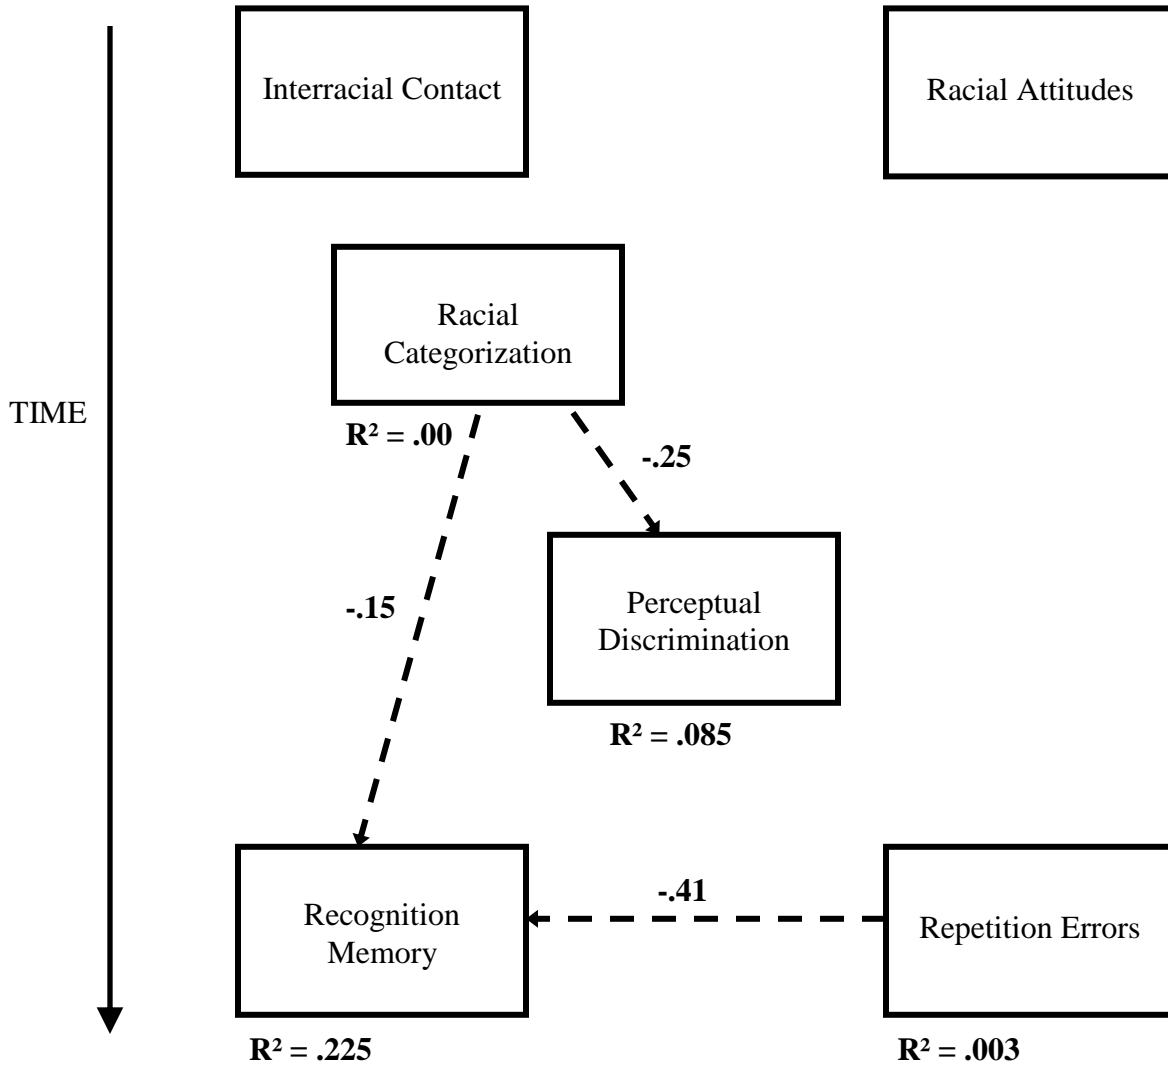 Interracial Contact
Racial Attitudes
Racial
Categorization
TIME
R² = .00
-.25
-.15
Perceptual
Discrimination
R² = .085
-.41
Recognition
Memory
Repetition Errors
R² = .225
R² = .003